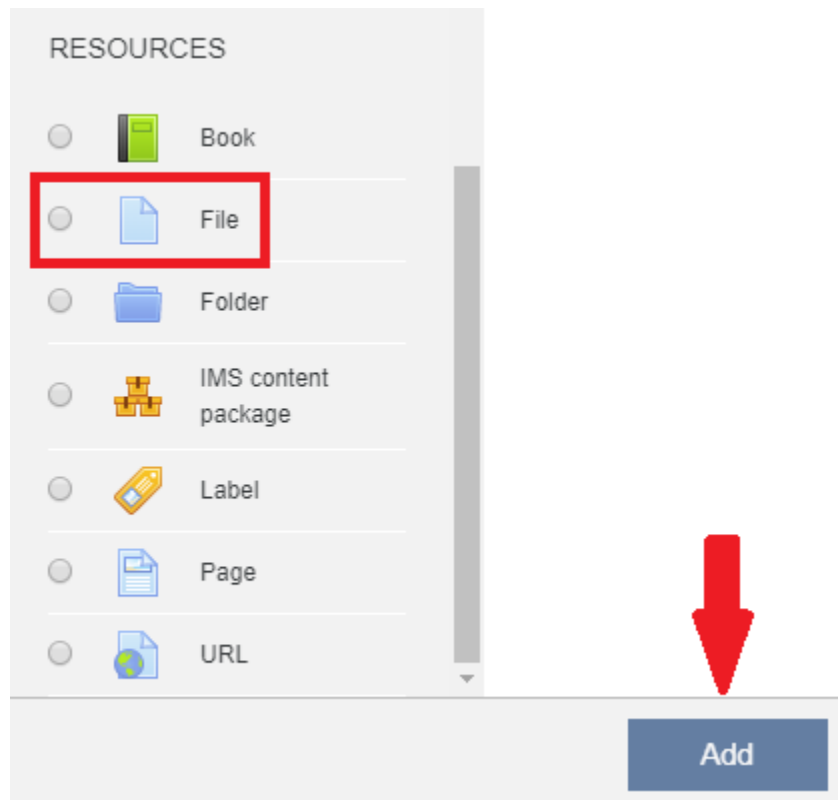 RESOURCES
Book
File
Folder
IMS content
package
Label
Page
URL
Add